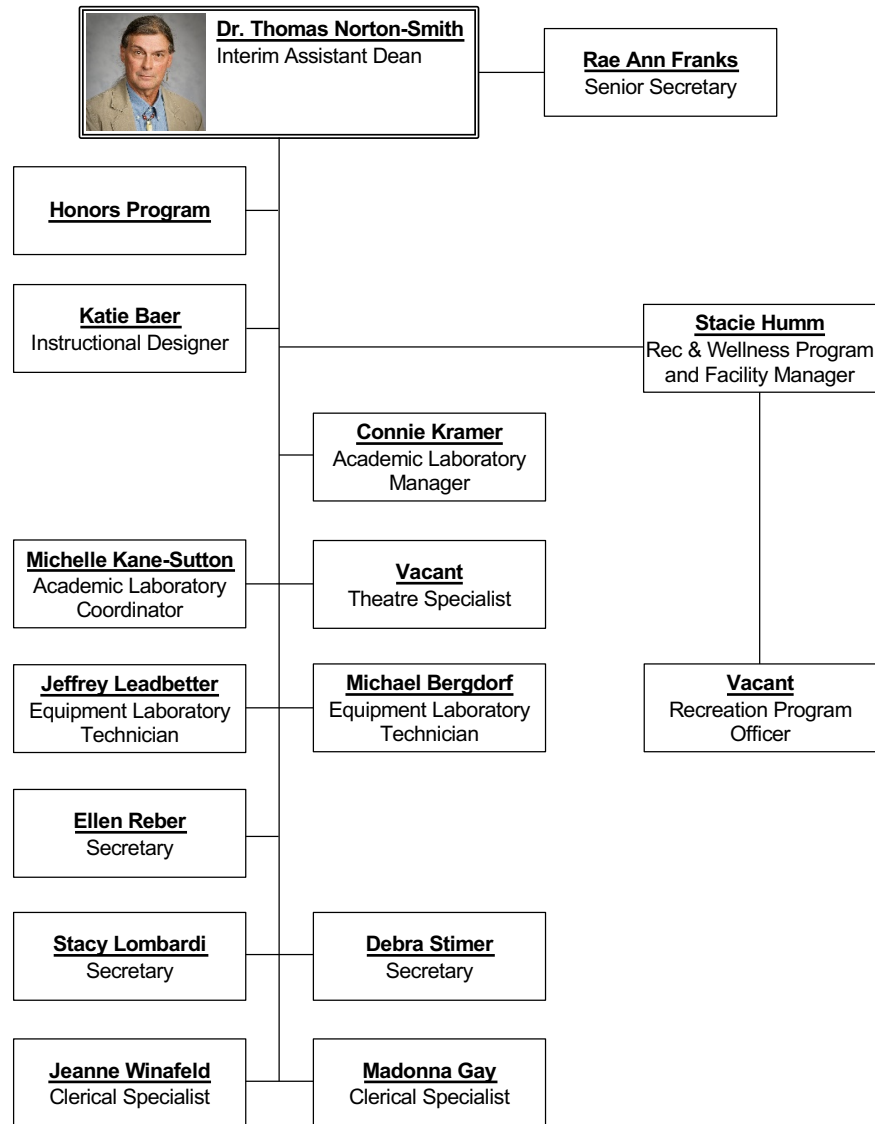 Dr. Thomas Norton-Smith
Interim Assistant Dean
Rae Ann Franks
Senior Secretary
Honors Program
Katie Baer
Instructional Designer
Stacie Humm
Rec & Wellness Program
and Facility Manager
Connie Kramer
Academic Laboratory
Manager
Michelle Kane-Sutton
Academic Laboratory
Coordinator
Vacant
Theatre Specialist
Jeffrey Leadbetter
Equipment Laboratory
Technician
Michael Bergdorf
Equipment Laboratory
Technician
Vacant
Recreation Program
Officer
Ellen Reber
Secretary
Stacy Lombardi
Secretary
Debra Stimer
Secretary
Jeanne Winafeld
Clerical Specialist
Madonna Gay
Clerical Specialist